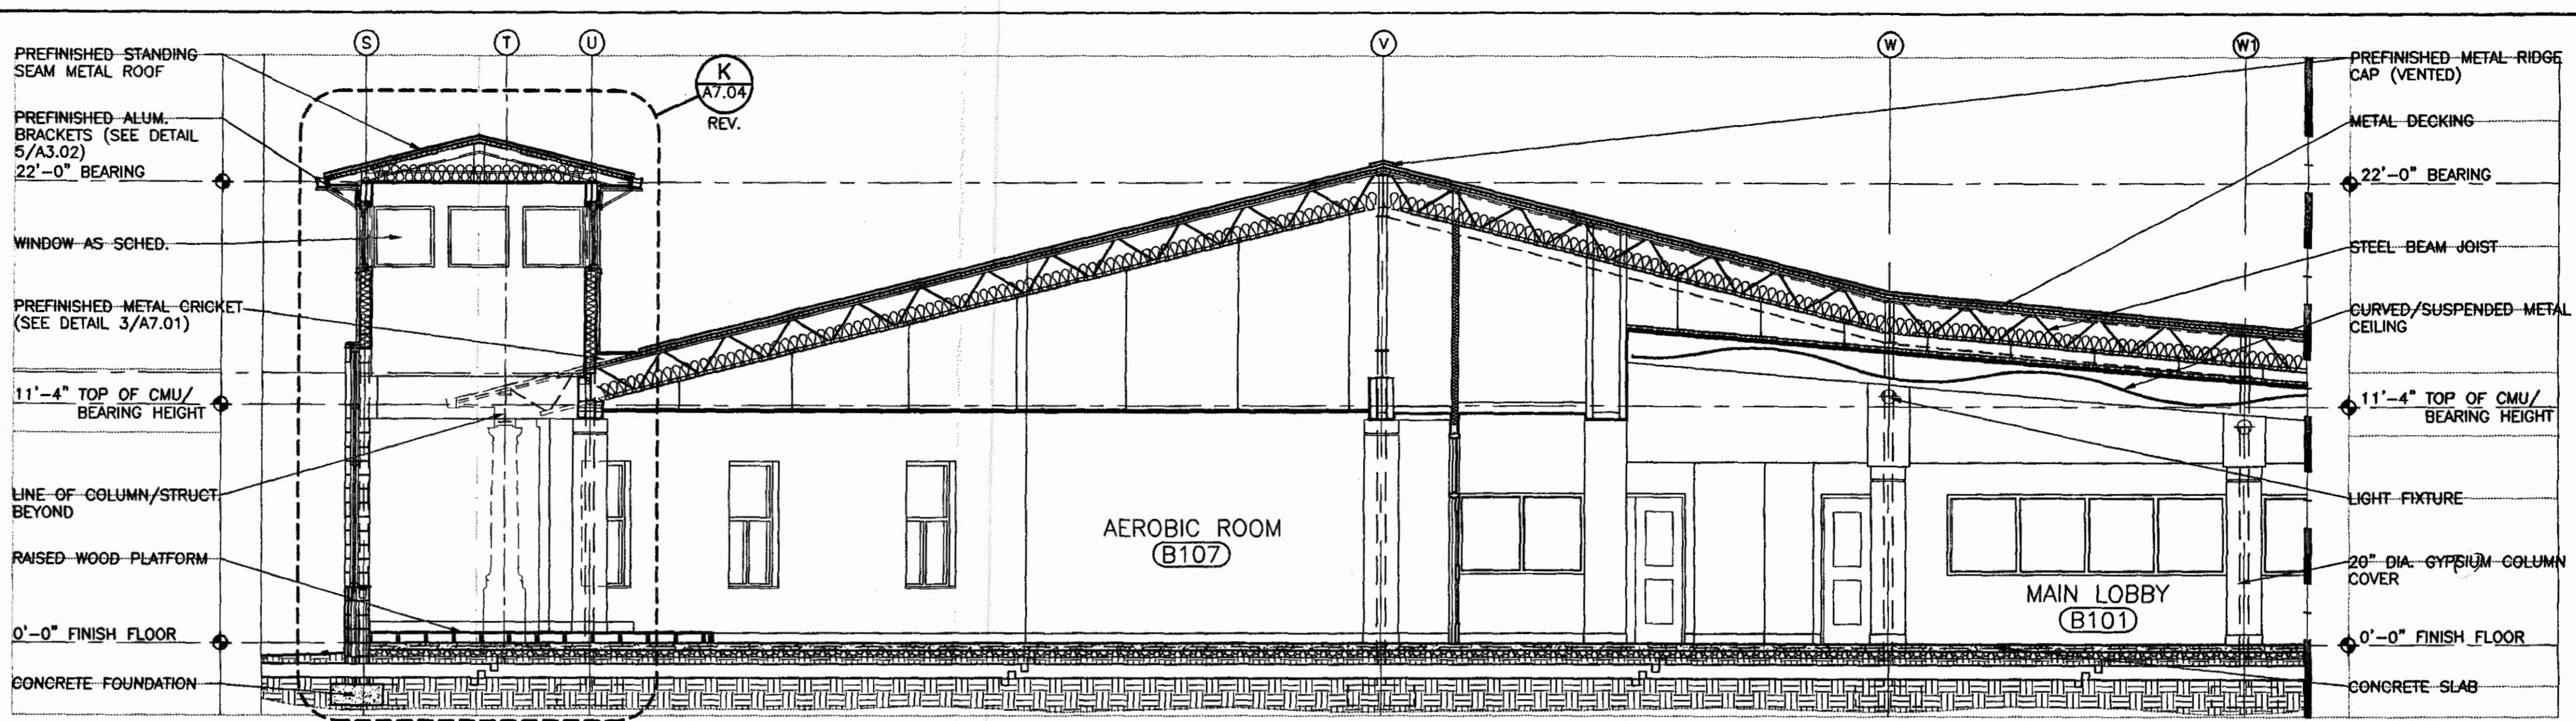 S
T
U
V
W
W1
K
A7.04
REV.
PREFINISHED STANDING
SEAM METAL ROOF
PREFINISHED ALUM.
BRACKETS (SEE DETAIL
5/A3.02)
22'-0" BEARING
WINDOW AS SCHED.
PREFINISHED METAL CRICKET
(SEE DETAIL 3/A7.01)
11'-4" TOP OF CMU/
BEARING HEIGHT
LINE OF COLUMN/STRUCT.
BEYOND
RAISED WOOD PLATFORM
0'-0" FINISH FLOOR
CONCRETE FOUNDATION
AEROBIC ROOM
B107
MAIN LOBBY
B101
PREFINISHED METAL RIDGE
CAP (VENTED)
METAL DECKING
22'-0" BEARING
STEEL BEAM JOIST
CURVED/SUSPENDED METAL
CEILING
11'-4" TOP OF CMU/
BEARING HEIGHT
LIGHT FIXTURE
20" DIA. GYPSIUM COLUMN
COVER
0'-0" FINISH FLOOR
CONCRETE SLAB